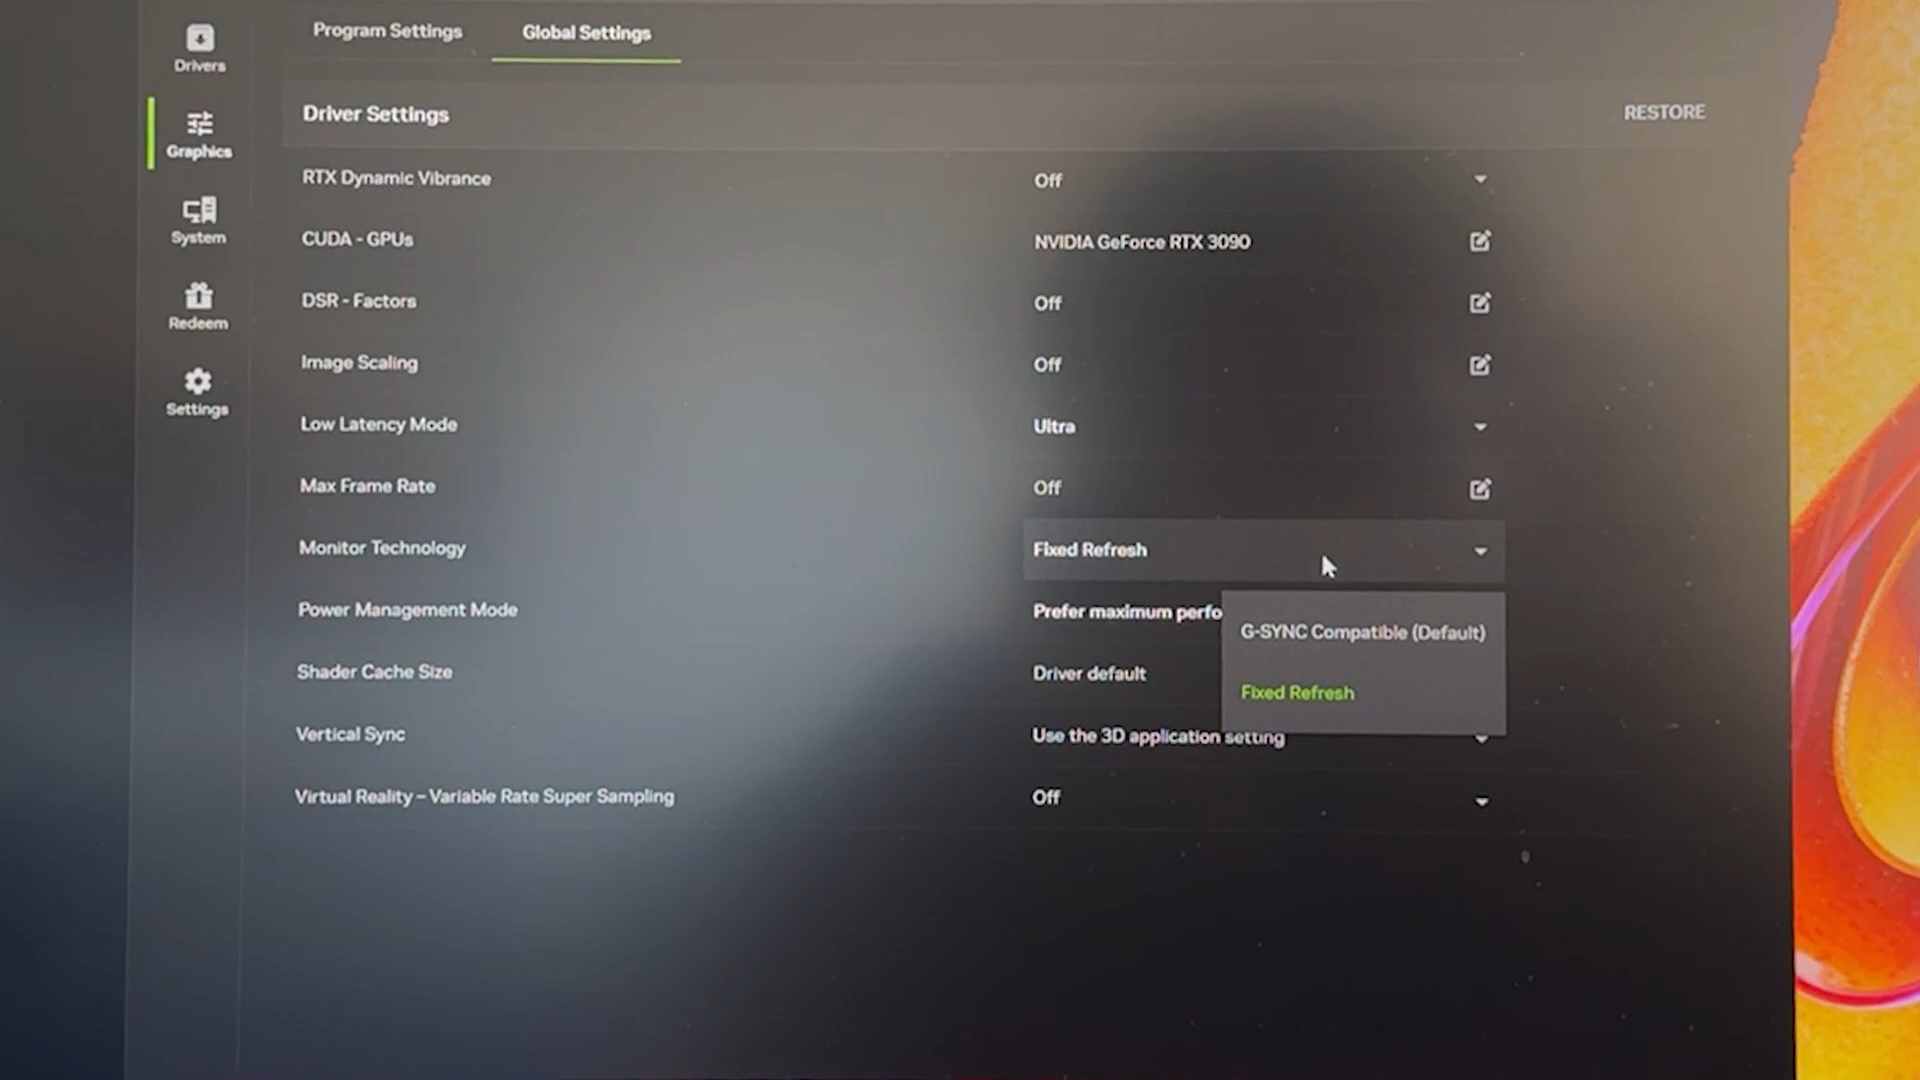 Program Settings
Global Settings
Drivers
Graphics
System
Redeem
Settings
Driver Settings
RESTORE
RTX Dynamic Vibrance
Off
CUDA - GPUs
NVIDIA GeForce RTX 3090
DSR - Factors
Off
Image Scaling
Off
Low Latency Mode
Ultra
Max Frame Rate
Off
Monitor Technology
Fixed Refresh
G-SYNC Compatible (Default)
Fixed Refresh
Power Management Mode
Prefer maximum perfo
Shader Cache Size
Driver default
Vertical Sync
Use the 3D application setting
Virtual Reality – Variable Rate Super Sampling
Off